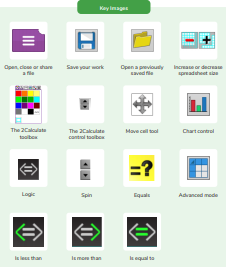 Key Images
Open, close or share
a file
Save your work
Open a previously
saved file
Increase or decrease
spreadsheet size
The 2Calculate
toolbox
The 2Calculate
control toolbox
Move cell tool
Chart control
=?
Logic
Spin
Equals
Advanced mode
Is less than
Is more than
Is equal to